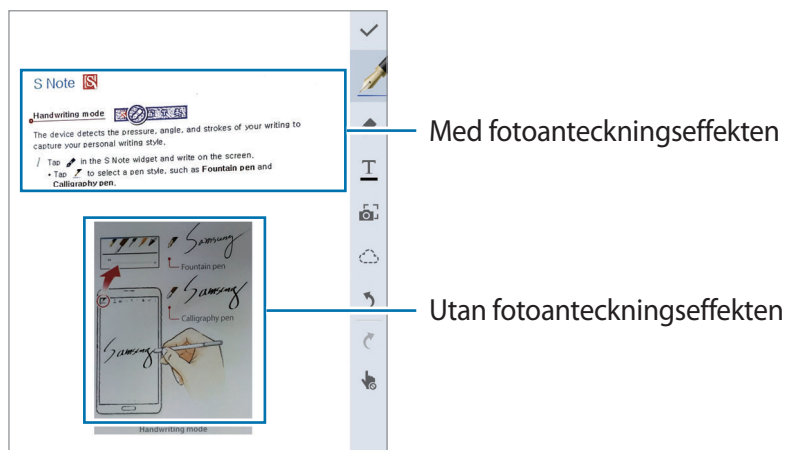 S Note S
Handwriting mode
The device detects the pressure, angle, and strokes of your writing to
capture your personal writing style.
/ Tap in the S Note widget and write on the screen.
• Tap to select a pen style, such as Fountain pen and
Calligraphy pen.
Samsung
Fountain pen
Samsung
Calligraphy pen
Samsung
Handwriting mode
T
Med fotoanteckningseffekten
Utan fotoanteckningseffekten